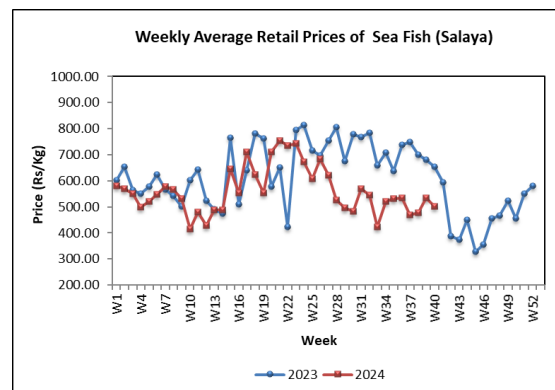 Weekly Average Retail Prices of Sea Fish (Salaya)
1000.00
900.00
800.00
700.00
600.00
500.00
400.00
300.00
200.00
Price (Rs/Kg)
W1
W4
W7
W10
W13
W16
W19
W22
W25
W28
W31
W34
W37
W40
W43
W46
W49
W52
Week
2023
2024